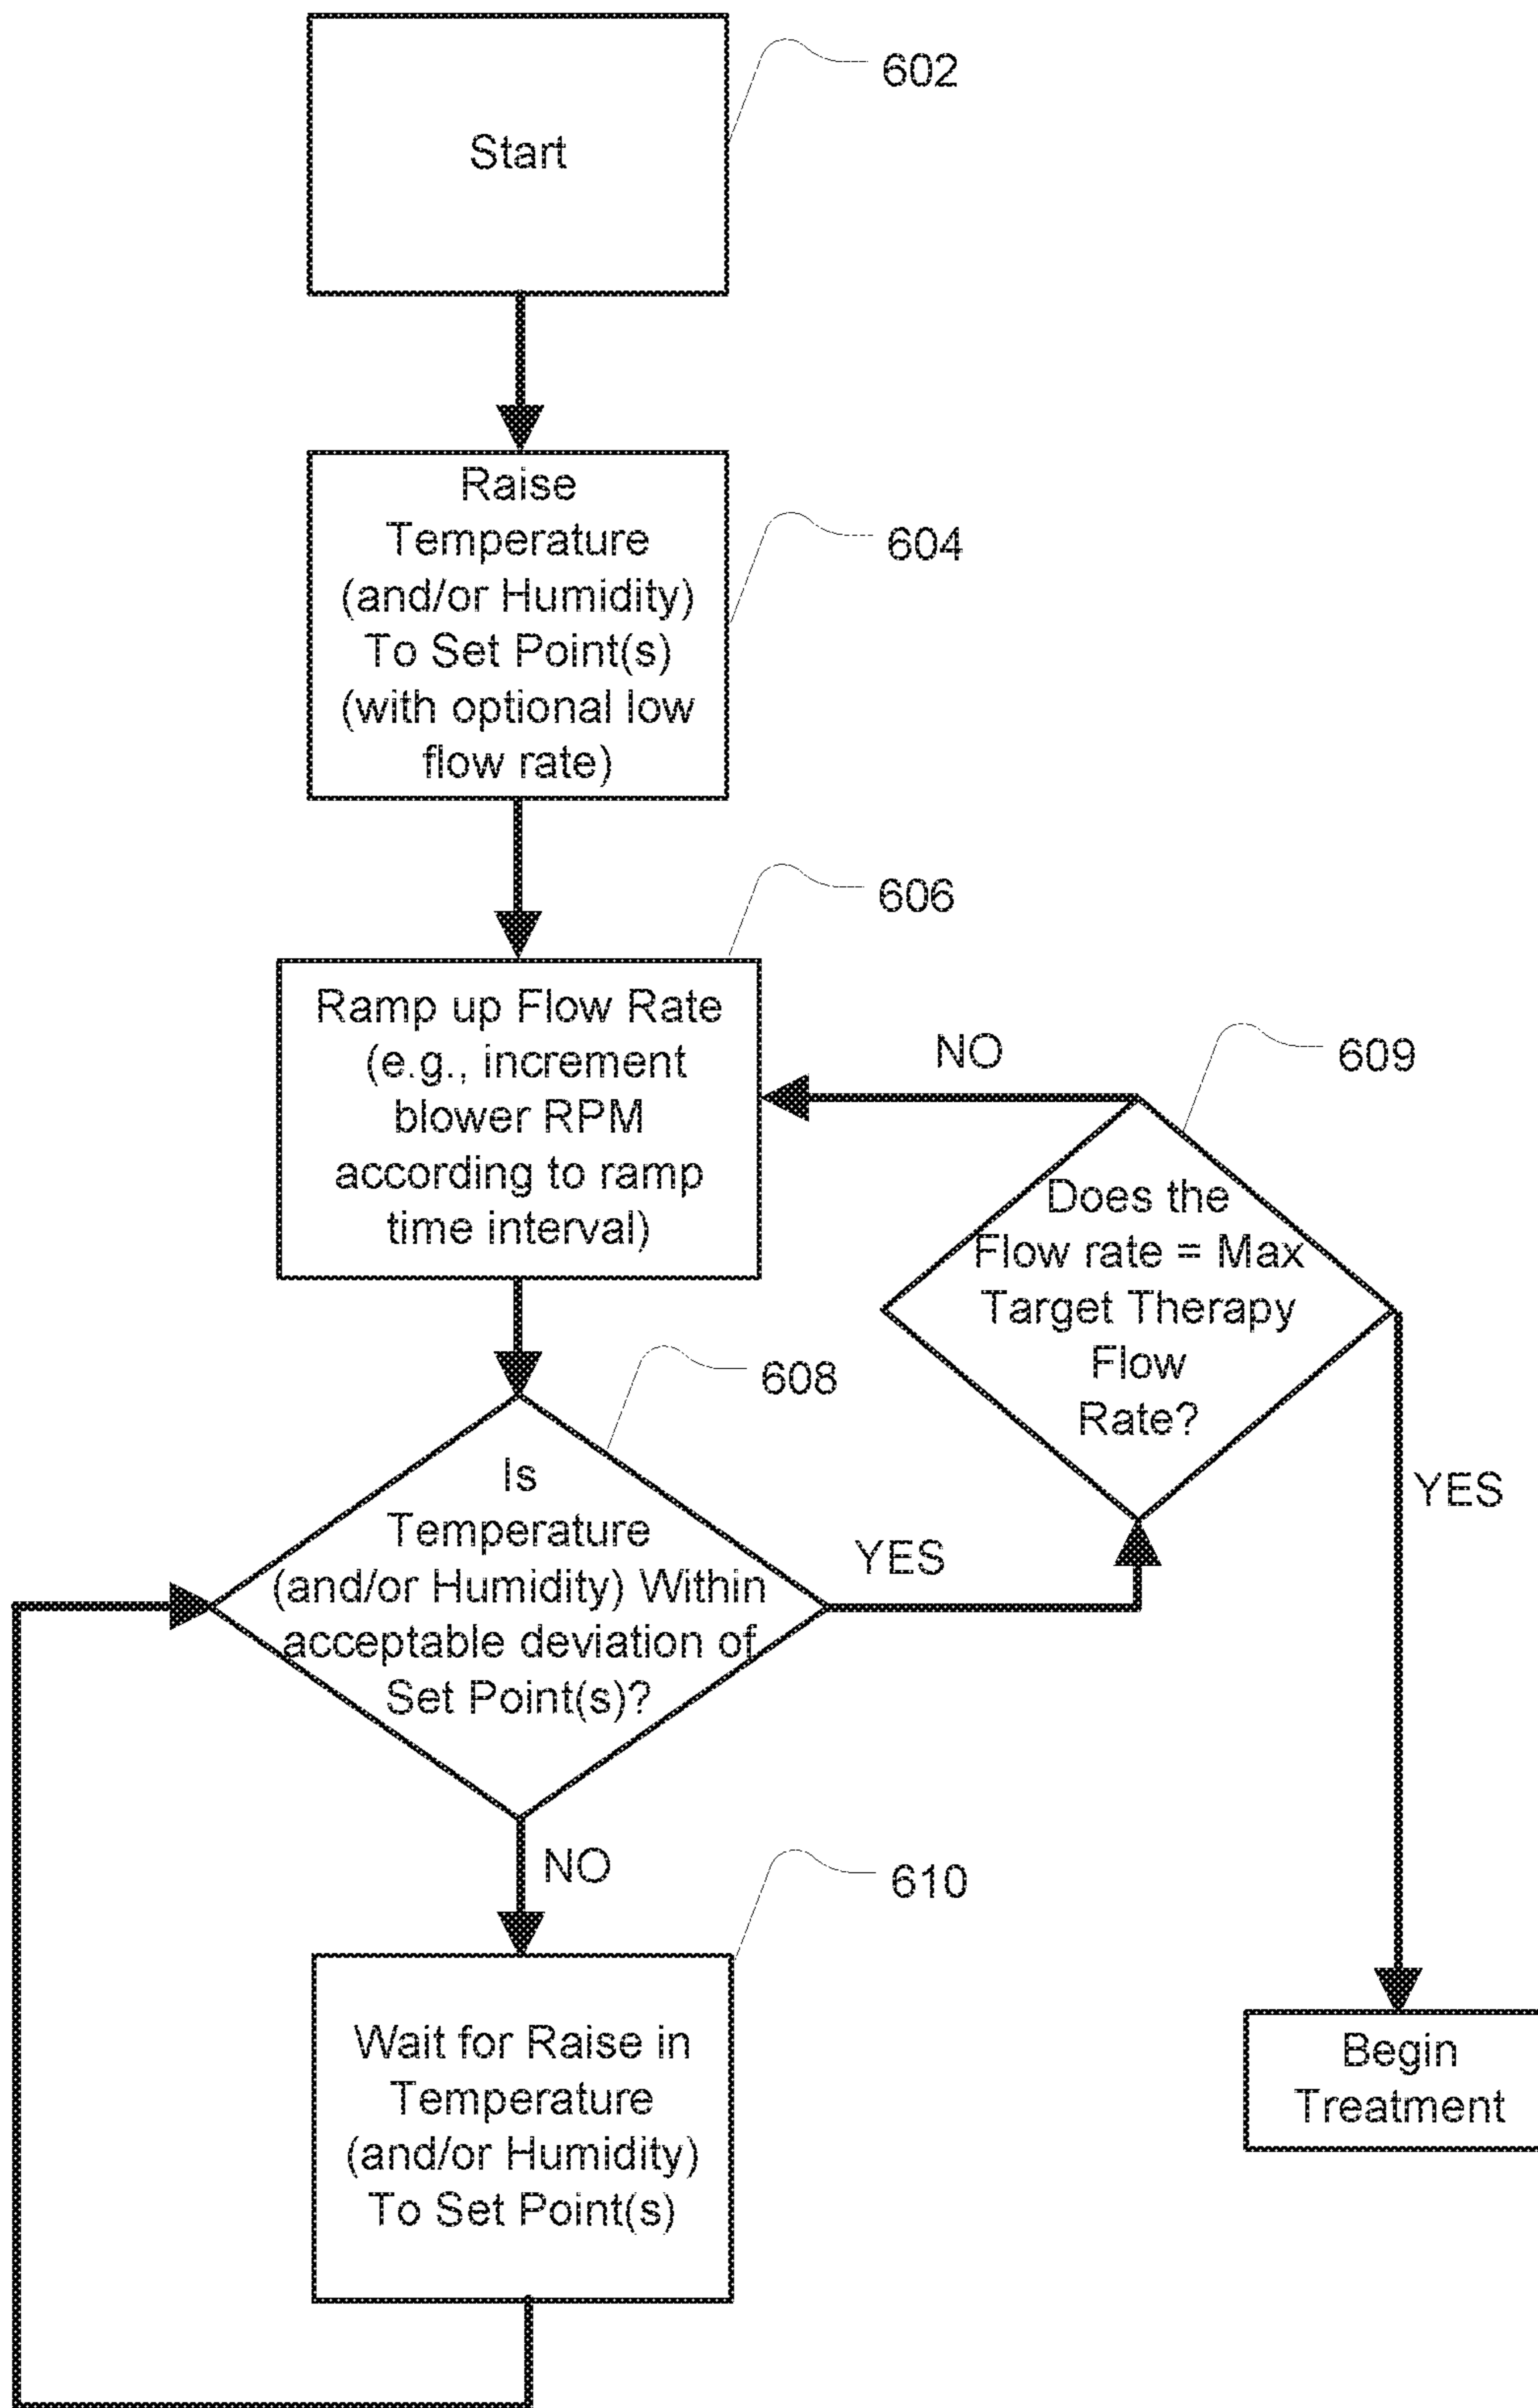 Start
602
Raise
Temperature
(and/or Humidity)
To Set Point(s)
(with optional low
flow rate)
604
Ramp up Flow Rate
(e.g., increment
blower RPM
according to ramp
time interval)
606
NO
Does the
Flow rate = Max
Target Therapy
Flow
Rate?
609
YES
Is
Temperature
(and/or Humidity) Within
acceptable deviation of
Set Point(s)?
608
YES
NO
Wait for Raise in
Temperature
(and/or Humidity)
To Set Point(s)
610
Begin
Treatment